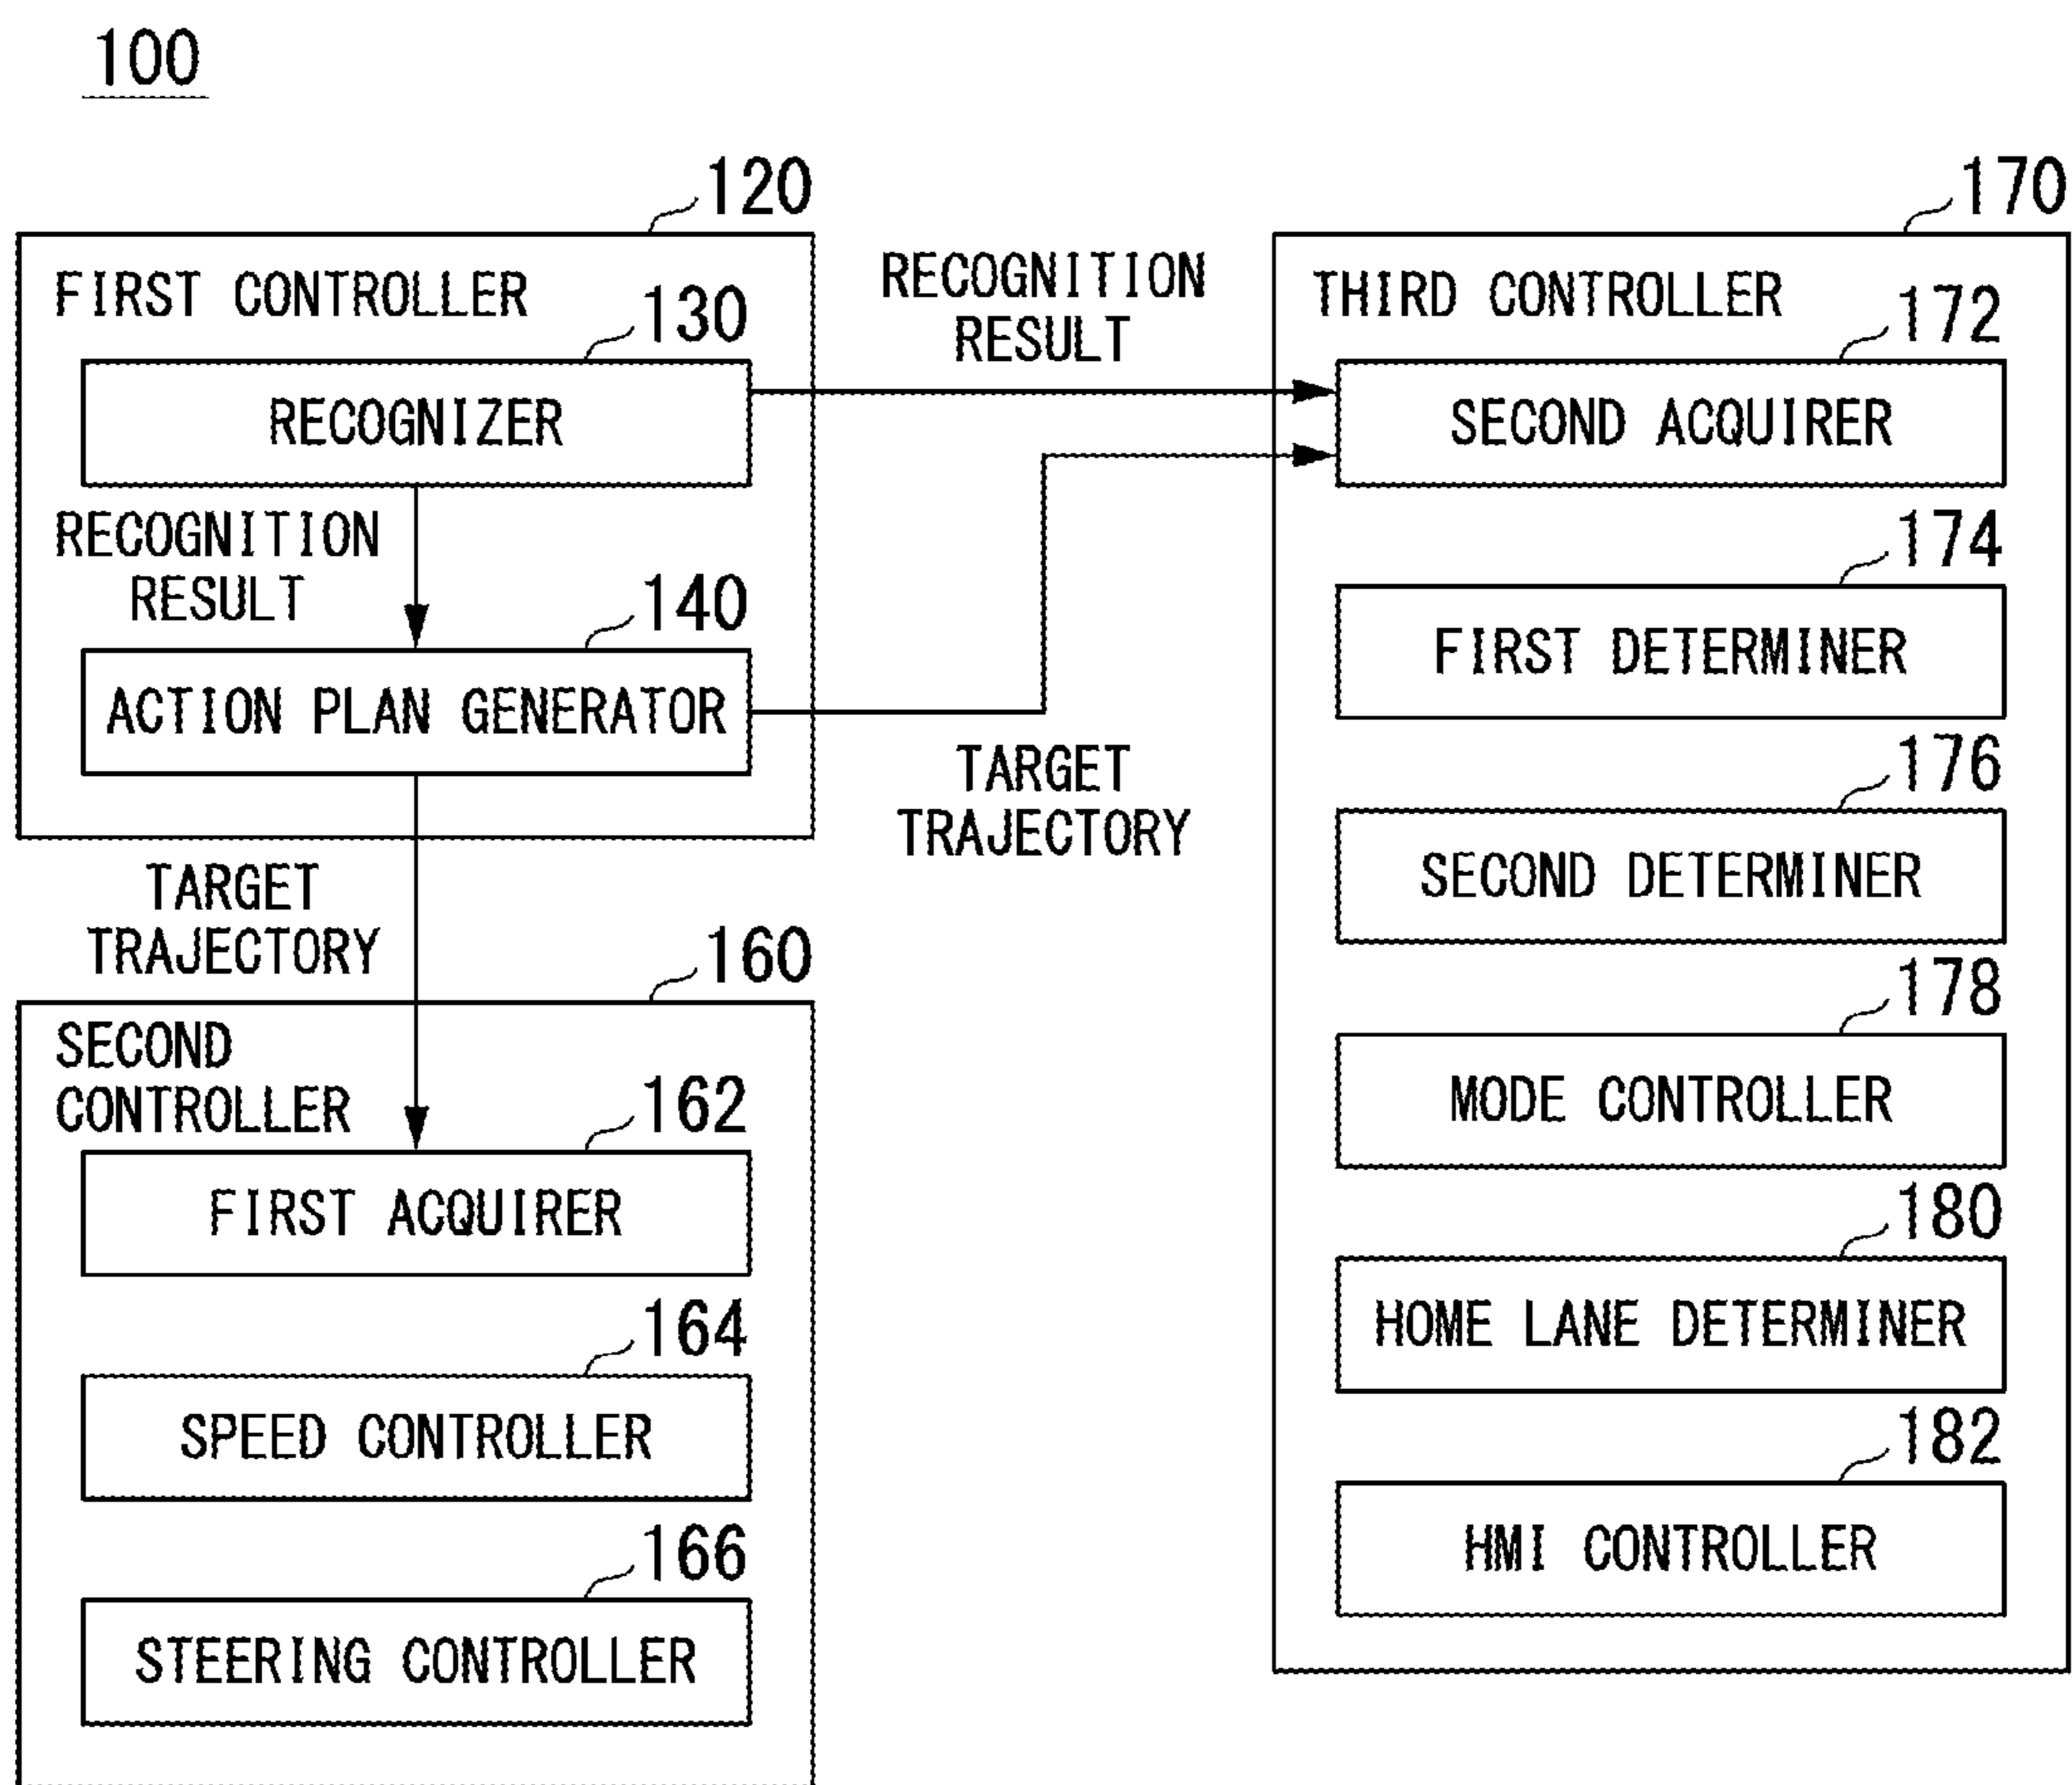 100
120
FIRST CONTROLLER
130
RECOGNIZER
RECOGNITION
RESULT
140
ACTION PLAN GENERATOR
TARGET
TRAJECTORY
RECOGNITION
RESULT
TARGET
TRAJECTORY
160
SECOND
CONTROLLER
162
FIRST ACQUIRER
164
SPEED CONTROLLER
166
STEERING CONTROLLER
170
THIRD CONTROLLER
172
SECOND ACQUIRER
174
FIRST DETERMINER
176
SECOND DETERMINER
178
MODE CONTROLLER
180
HOME LANE DETERMINER
182
HMI CONTROLLER